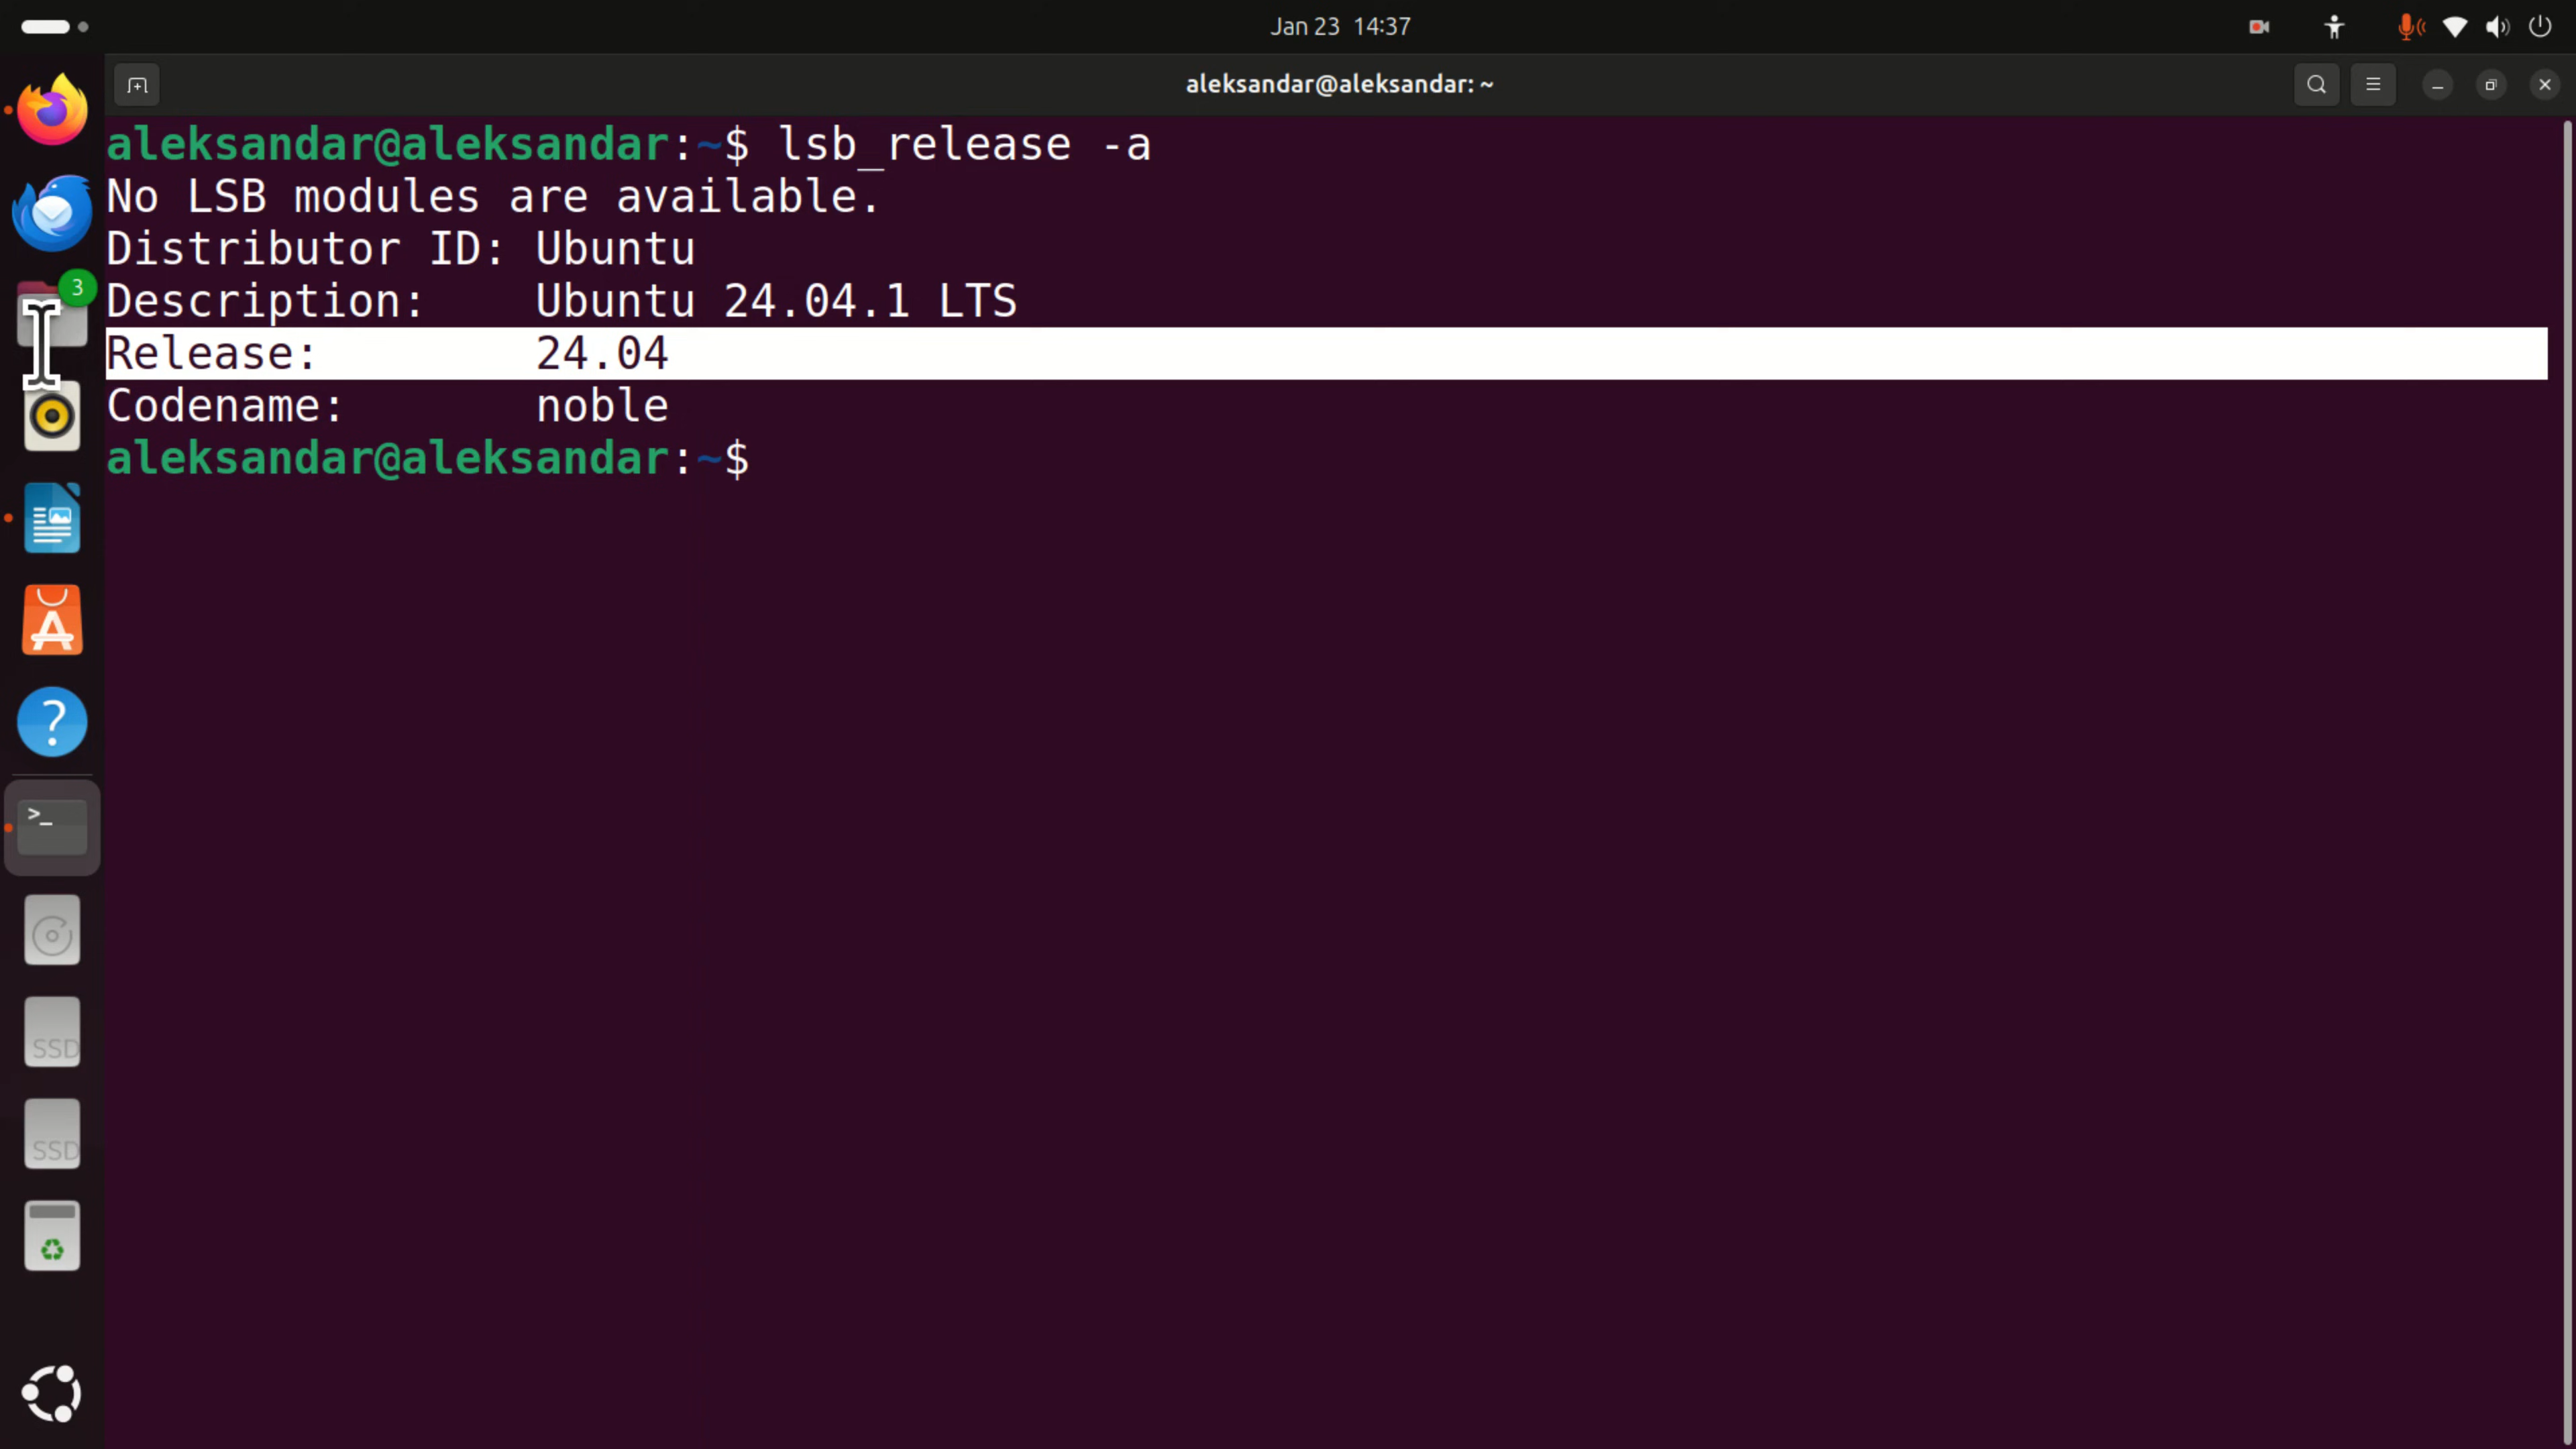 Jan 23 14:37
aleksandar@aleksandar: ~
aleksandar@aleksandar:~$ lsb_release -a
No LSB modules are available.
Distributor ID: Ubuntu
Description: Ubuntu 24.04.1 LTS
Release: 24.04
Codename: noble
aleksandar@aleksandar:~$
3
?
>_
SSD
SSD